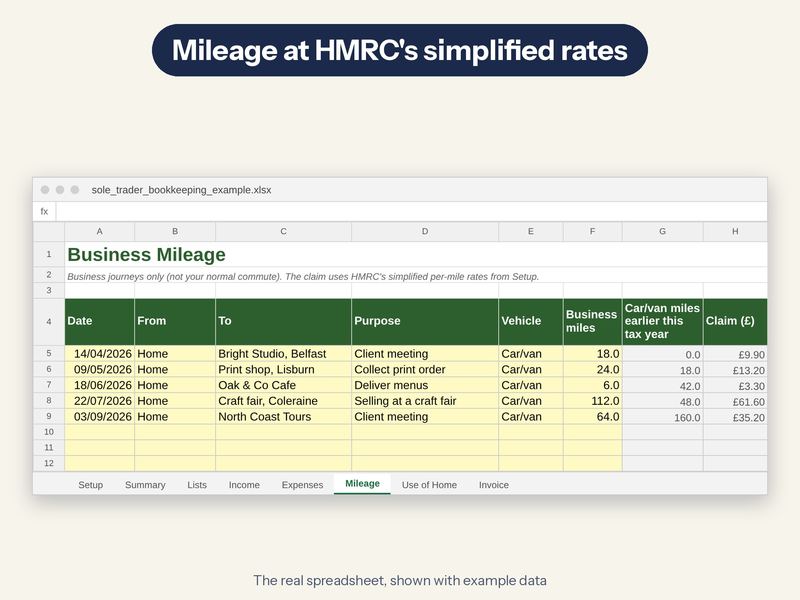 Mileage at HMRC's simplified rates
sole_trader_bookkeeping_example.xlsx
fx
A B C D E F G H
1 Business Mileage
2 Business journeys only (not your normal commute). The claim uses HMRC's simplified per-mile rates from Setup.
3
4 Date From To Purpose Vehicle Business miles Car/van miles earlier this tax year Claim (£)
5 14/04/2026 Home Bright Studio, Belfast Client meeting Car/van 18.0 0.0 £9.90
6 09/05/2026 Home Print shop, Lisburn Collect print order Car/van 24.0 18.0 £13.20
7 18/06/2026 Home Oak & Co Cafe Deliver menus Car/van 6.0 42.0 £3.30
8 22/07/2026 Home Craft fair, Coleraine Selling at a craft fair Car/van 112.0 48.0 £61.60
9 03/09/2026 Home North Coast Tours Client meeting Car/van 64.0 160.0 £35.20
10
11
12
Setup Summary Lists Income Expenses Mileage Use of Home Invoice
The real spreadsheet, shown with example data